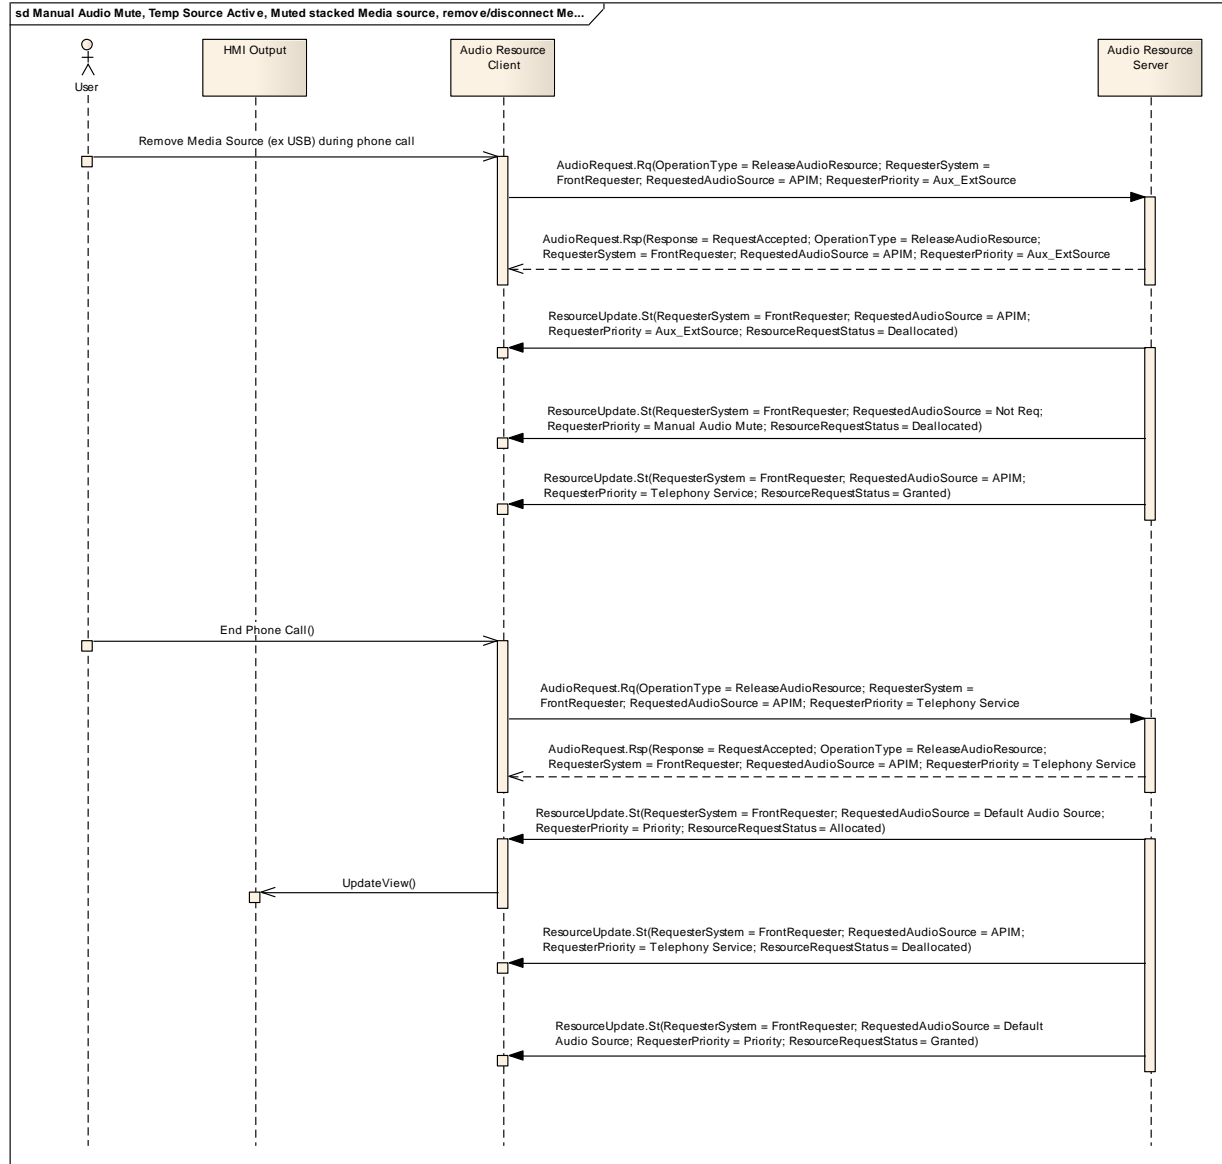 sd Manual Audio Mute, Temp Source Active, Muted stacked Media source, remove/disconnect Me...
User
HMI Output
Audio Resource
Client
Audio Resource
Server
Remove Media Source (ex USB) during phone call
AudioRequest.Rq(OperationType = ReleaseAudioResource; RequesterSystem =
FrontRequester; RequestedAudioSource = APIM; RequesterPriority = Aux_ExtSource
AudioRequest.Rsp(Response = RequestAccepted; OperationType = ReleaseAudioResource;
RequesterSystem = FrontRequester; RequestedAudioSource = APIM; RequesterPriority = Aux_ExtSource
ResourceUpdate.St(RequesterSystem = FrontRequester; RequestedAudioSource = APIM;
RequesterPriority = Aux_ExtSource; ResourceRequestStatus = Deallocated)
ResourceUpdate.St(RequesterSystem = FrontRequester; RequestedAudioSource = Not Req;
RequesterPriority = Manual Audio Mute; ResourceRequestStatus = Deallocated)
ResourceUpdate.St(RequesterSystem = FrontRequester; RequestedAudioSource = APIM;
RequesterPriority = Telephony Service; ResourceRequestStatus = Granted)
End Phone Call()
AudioRequest.Rq(OperationType = ReleaseAudioResource; RequesterSystem =
FrontRequester; RequestedAudioSource = APIM; RequesterPriority = Telephony Service
AudioRequest.Rsp(Response = RequestAccepted; OperationType = ReleaseAudioResource;
RequesterSystem = FrontRequester; RequestedAudioSource = APIM; RequesterPriority = Telephony Service
ResourceUpdate.St(RequesterSystem = FrontRequester; RequestedAudioSource = Default Audio Source;
RequesterPriority = Priority; ResourceRequestStatus = Allocated)
UpdateView()
ResourceUpdate.St(RequesterSystem = FrontRequester; RequestedAudioSource = APIM;
RequesterPriority = Telephony Service; ResourceRequestStatus = Deallocated)
ResourceUpdate.St(RequesterSystem = FrontRequester; RequestedAudioSource = Default
Audio Source; RequesterPriority = Priority; ResourceRequestStatus = Granted)